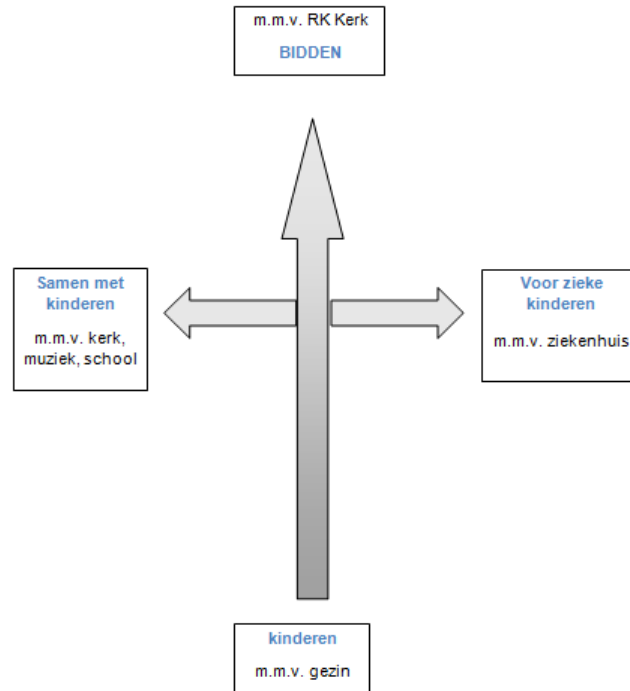 m.m.v. RK Kerk
BIDDEN
Samen met
kinderen
m.m.v. kerk,
muziek, school
Voor zieke
kinderen
m.m.v. ziekenhuis
kinderen
m.m.v. gezin